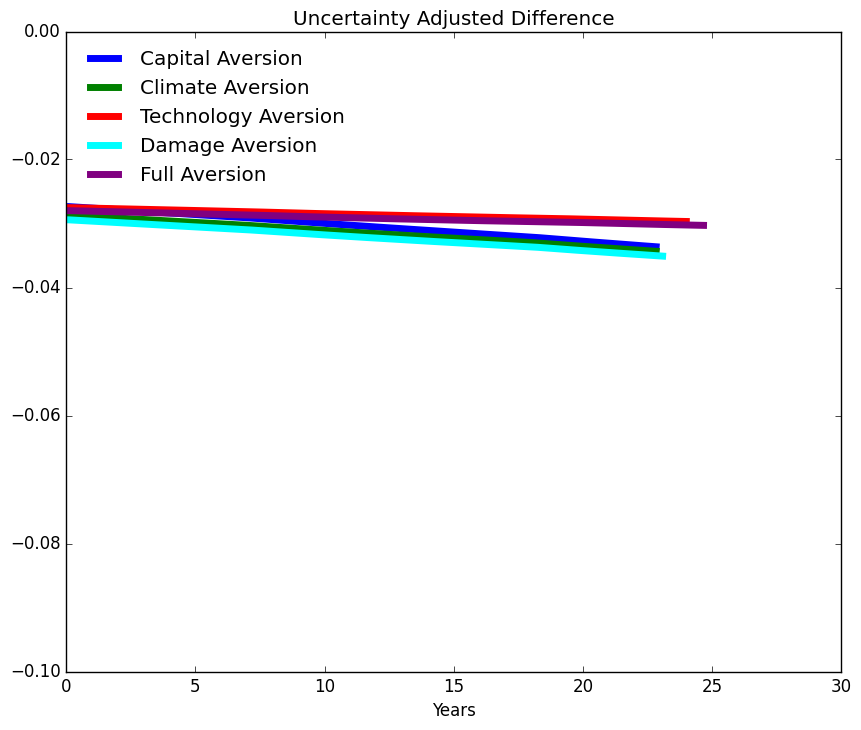 Uncertainty Adjusted Difference
0.00
Capital Aversion
Climate Aversion
Technology Aversion
Damage Aversion
Full Aversion
−0.02
−0.04
−0.06
−0.08
−0.10
0 5 10 15 20 25 30
Years